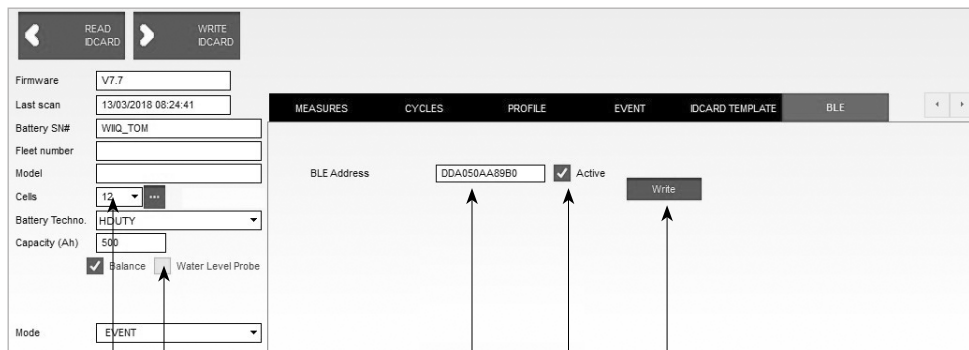 READ IDCARD
WRITE IDCARD
Firmware V7.7
Last scan 13/03/2018 08:24:41
Battery SN# WIIQ_TOM
Fleet number
Model
Cells 12 ...
Battery Techno. HDUTY
Capacity (Ah) 500
Balance Water Level Probe
Mode EVENT
MEASURES CYCLES PROFILE EVENT IDCARD TEMPLATE BLE
BLE Address DDA050AA89B0 Active Write